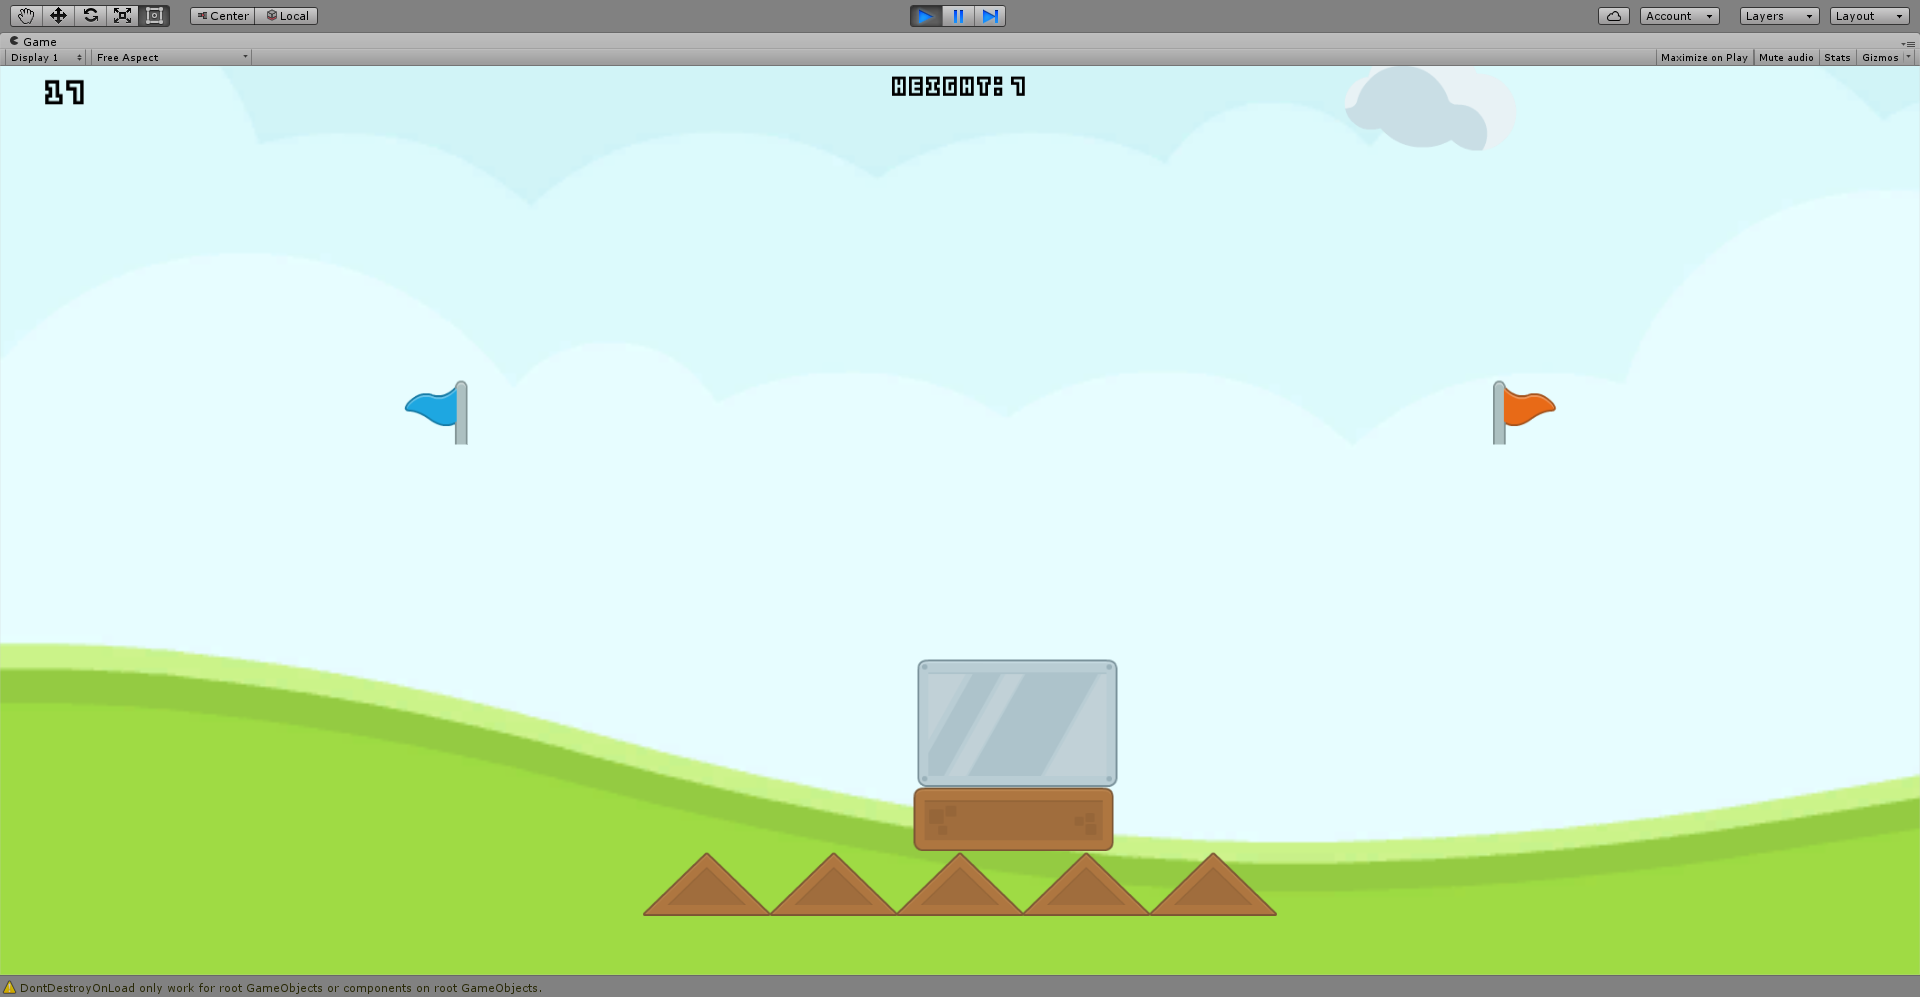 Center Local Account Layers Layout
Game
Display 1 Free Aspect Maximize on Play Mute audio Stats Gizmos
17 HEIGHT: 7
DontDestroyOnLoad only work for root GameObjects or components on root GameObjects.